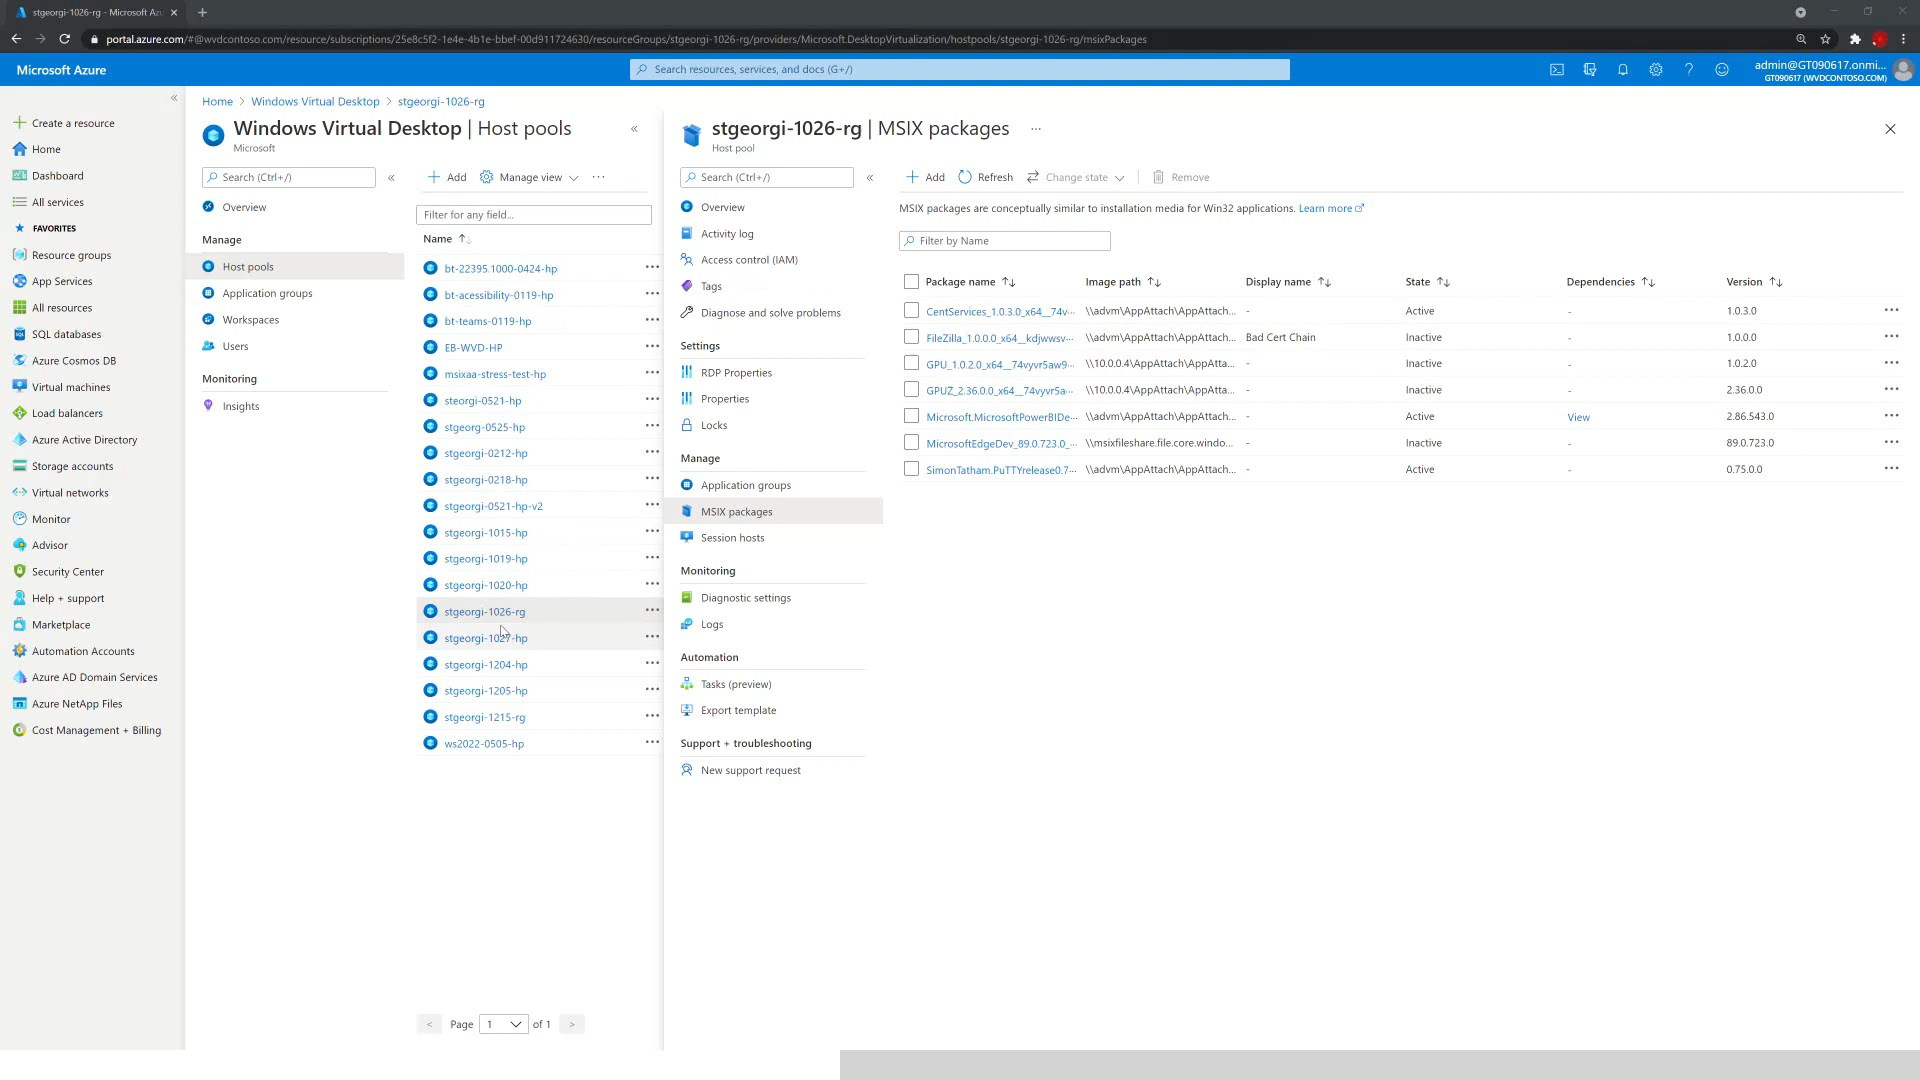 stgeorgi-1026-rg - Microsoft Azu
portal.azure.com/#@wvdcontoso.com/resource/subscriptions/25e8c5f2-1e4e-4b1e-bbef-00d911724630/resourceGroups/stgeorgi-1026-rg/providers/Microsoft.DesktopVirtualization/hostpools/stgeorgi-1026-rg/msixPackages
Microsoft Azure
Search resources, services, and docs (G+/)
admin@GT090617.onmi...
GT090617 (WVDCONTOSO.COM)
Create a resource
Home
Dashboard
All services
FAVORITES
Resource groups
App Services
All resources
SQL databases
Azure Cosmos DB
Virtual machines
Load balancers
Azure Active Directory
Storage accounts
Virtual networks
Monitor
Advisor
Security Center
Help + support
Marketplace
Automation Accounts
Azure AD Domain Services
Azure NetApp Files
Cost Management + Billing
Home > Windows Virtual Desktop > stgeorgi-1026-rg
Windows Virtual Desktop | Host pools
Microsoft
Search (Ctrl+/)
Overview
Manage
Host pools
Application groups
Workspaces
Users
Monitoring
Insights
Add Manage view ...
Filter for any field...
Name
bt-22395.1000-0424-hp
bt-acessibility-0119-hp
bt-teams-0119-hp
EB-WVD-HP
msixaa-stress-test-hp
steorgi-0521-hp
stgeorg-0525-hp
stgeorgi-0212-hp
stgeorgi-0218-hp
stgeorgi-0521-hp-v2
stgeorgi-1015-hp
stgeorgi-1019-hp
stgeorgi-1020-hp
stgeorgi-1026-rg
stgeorgi-1027-hp
stgeorgi-1204-hp
stgeorgi-1205-hp
stgeorgi-1215-rg
ws2022-0505-hp
< Page 1 of 1 >
stgeorgi-1026-rg | MSIX packages ...
Host pool
Search (Ctrl+/)
Overview
Activity log
Access control (IAM)
Tags
Diagnose and solve problems
Settings
RDP Properties
Properties
Locks
Manage
Application groups
MSIX packages
Session hosts
Monitoring
Diagnostic settings
Logs
Automation
Tasks (preview)
Export template
Support + troubleshooting
New support request
Add Refresh Change state Remove
MSIX packages are conceptually similar to installation media for Win32 applications. Learn more
Filter by Name
Package name Image path Display name State Dependencies Version
CentServices_1.0.3.0_x64__74v... \\advm\AppAttach\AppAttach... - Active - 1.0.3.0
FileZilla_1.0.0.0_x64__kdjwwsv... \\advm\AppAttach\AppAttach... Bad Cert Chain Inactive - 1.0.0.0
GPU_1.0.2.0_x64__74vyvr5aw9... \\10.0.0.4\AppAttach\AppAtta... - Inactive - 1.0.2.0
GPUZ_2.36.0.0_x64__74vyvr5a... \\10.0.0.4\AppAttach\AppAtta... - Inactive - 2.36.0.0
Microsoft.MicrosoftPowerBIDe... \\advm\AppAttach\AppAttach... - Active View 2.86.543.0
MicrosoftEdgeDev_89.0.723.0_... \\msixfileshare.file.core.windo... - Inactive - 89.0.723.0
SimonTatham.PuTTYrelease0.7... \\advm\AppAttach\AppAttach... - Active - 0.75.0.0